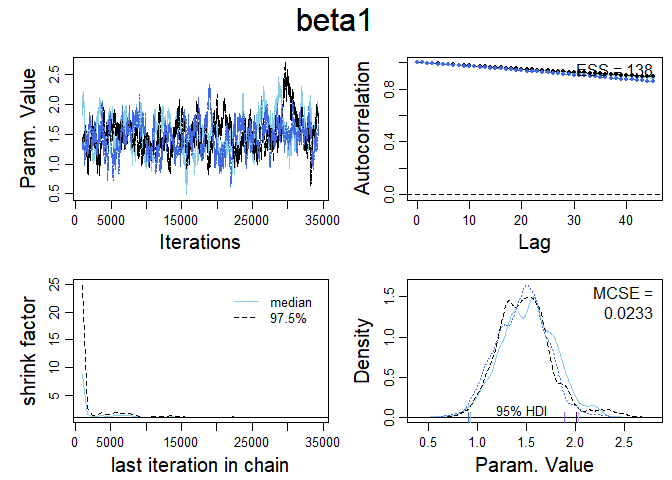 beta1
Param. Value
0.5 1.0 1.5 2.0 2.5
0 5000 15000 25000 35000
Iterations
Autocorrelation
0.0 0.4 0.8
ESS = 138
0 10 20 30 40
Lag
shrink factor
5 10 15 20 25
median
97.5%
0 5000 15000 25000 35000
last iteration in chain
Density
0.0 0.5 1.0 1.5
MCSE =
0.0233
95% HDI
0.5 1.0 1.5 2.0 2.5
Param. Value